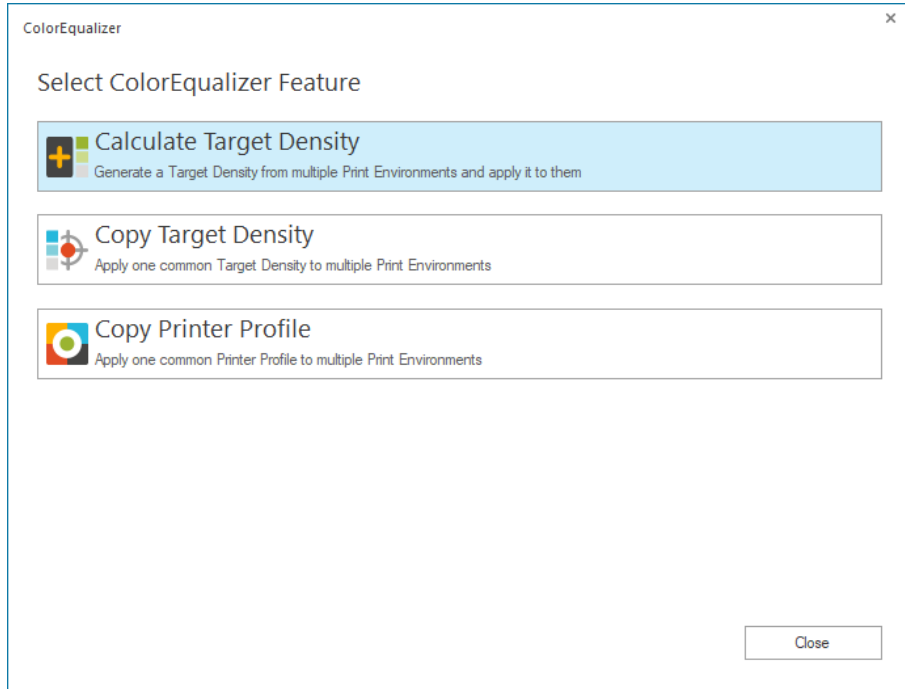 ColorEqualizer
Select ColorEqualizer Feature
Calculate Target Density
Generate a Target Density from multiple Print Environments and apply it to them
Copy Target Density
Apply one common Target Density to multiple Print Environments
Copy Printer Profile
Apply one common Printer Profile to multiple Print Environments
Close